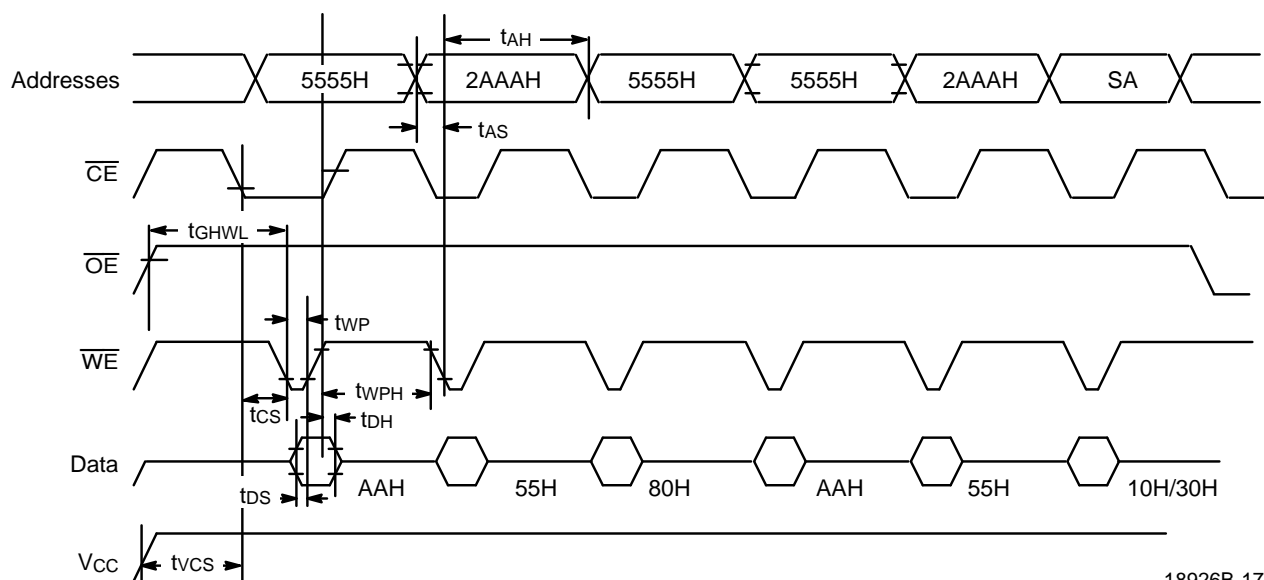 tAH
Addresses 5555H 2AAAH 5555H 5555H 2AAAH SA
tAS
CE
tGHWL
OE
tWP
WE
tWPH
tCS tDH
Data
tDS AAH 55H 80H AAH 55H 10H/30H
VCC tVCS
18926B-17